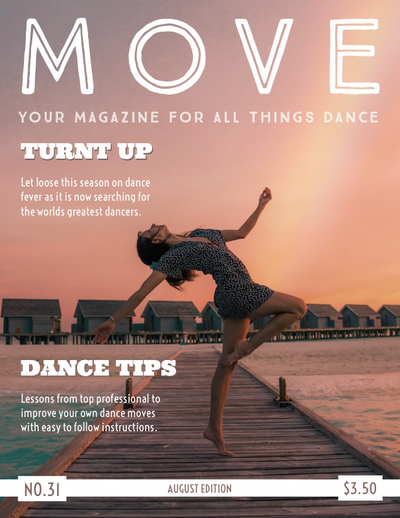 MOVE
YOUR MAGAZINE FOR ALL THINGS DANCE
TURNT UP
Let loose this season on dance
fever as it is now searching for
the worlds greatest dancers.
DANCE TIPS
Lessons from top professional to
improve your own dance moves
with easy to follow instructions.
NO.31
AUGUST EDITION
$3.50